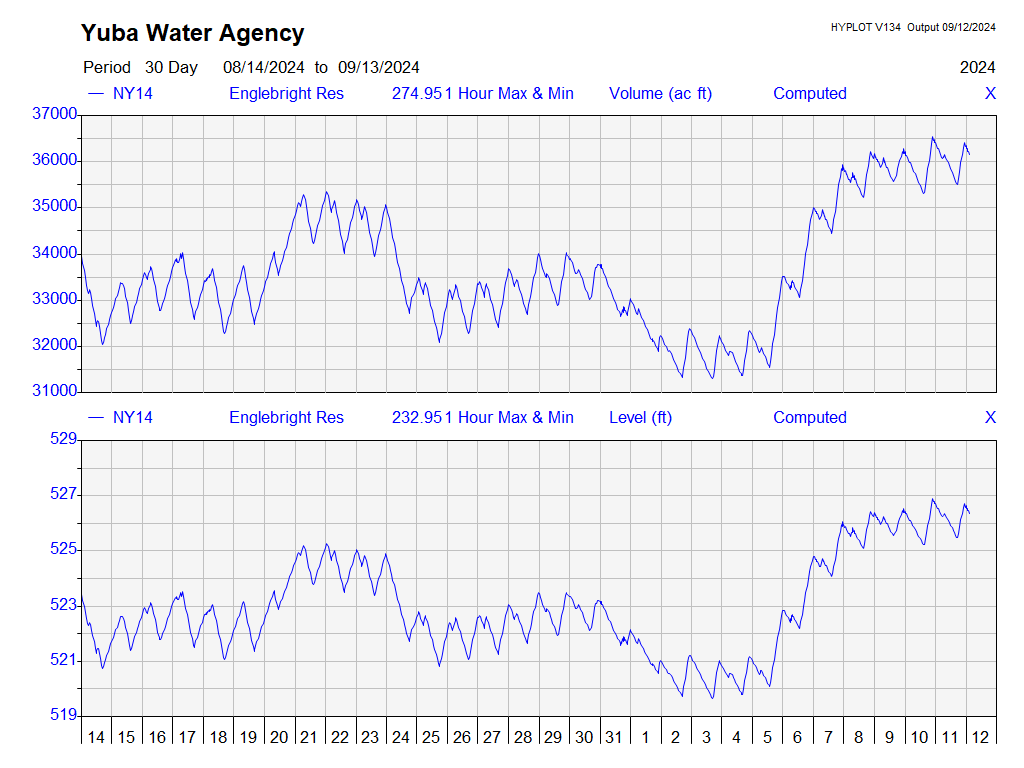 Yuba Water Agency
HYPLOT V134 Output 09/12/2024
Period 30 Day 08/14/2024 to 09/13/2024 2024
NY14 Englebright Res 274.951 Hour Max & Min Volume (ac ft) Computed X
37000
36000
35000
34000
33000
32000
31000
NY14 Englebright Res 232.951 Hour Max & Min Level (ft) Computed X
529
527
525
523
521
519
14 15 16 17 18 19 20 21 22 23 24 25 26 27 28 29 30 31 1 2 3 4 5 6 7 8 9 10 11 12